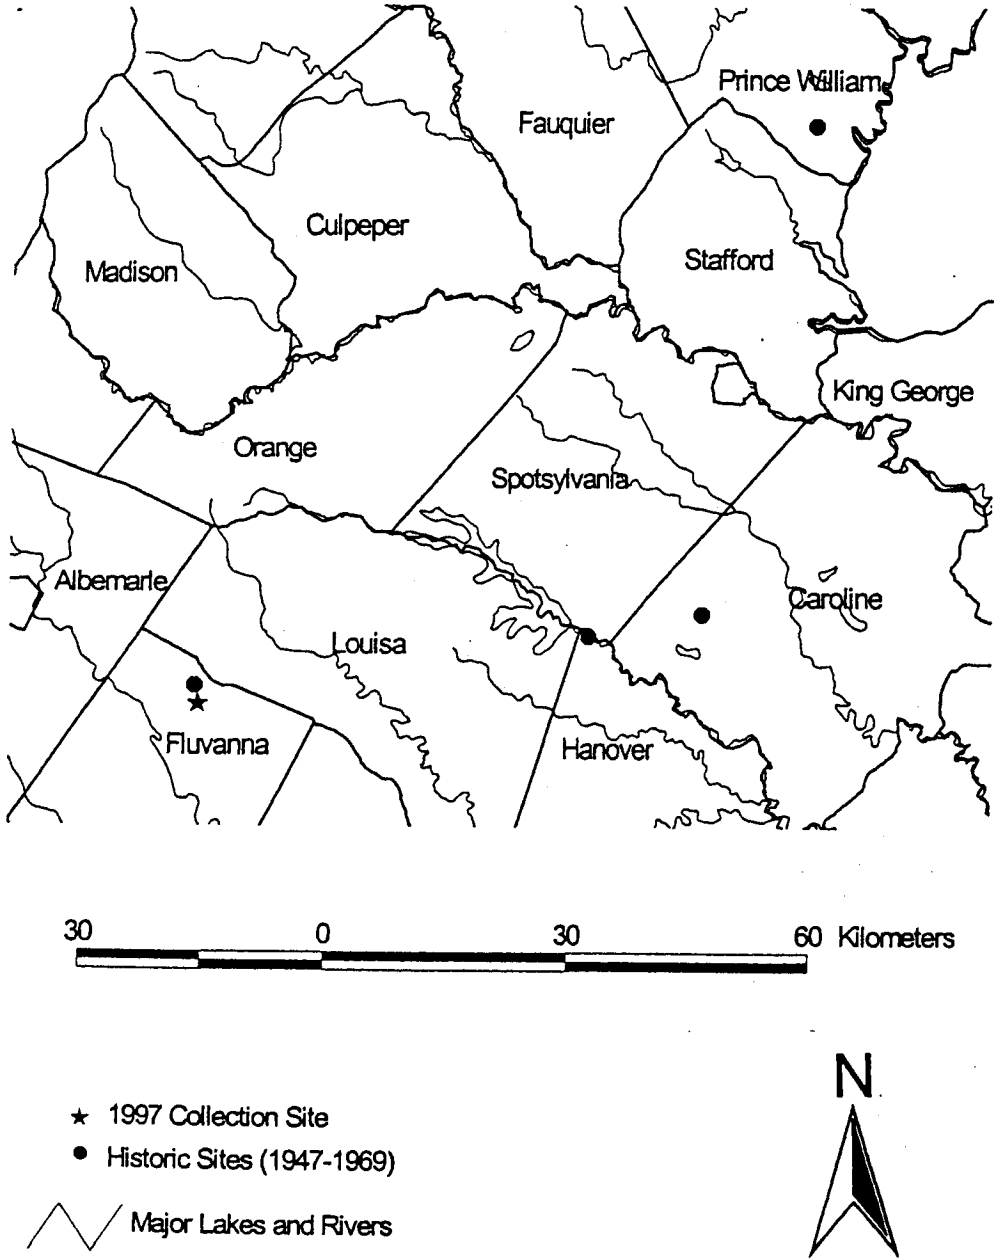 Prince William
Fauquier
Culpeper
Stafford
Madison
King George
Orange
Spotsylvania
Albemarle
Caroline
Louisa
Fluvanna
Hanover
30 0 30 60 Kilometers
N
1997 Collection Site
Historic Sites (1947-1969)
Major Lakes and Rivers